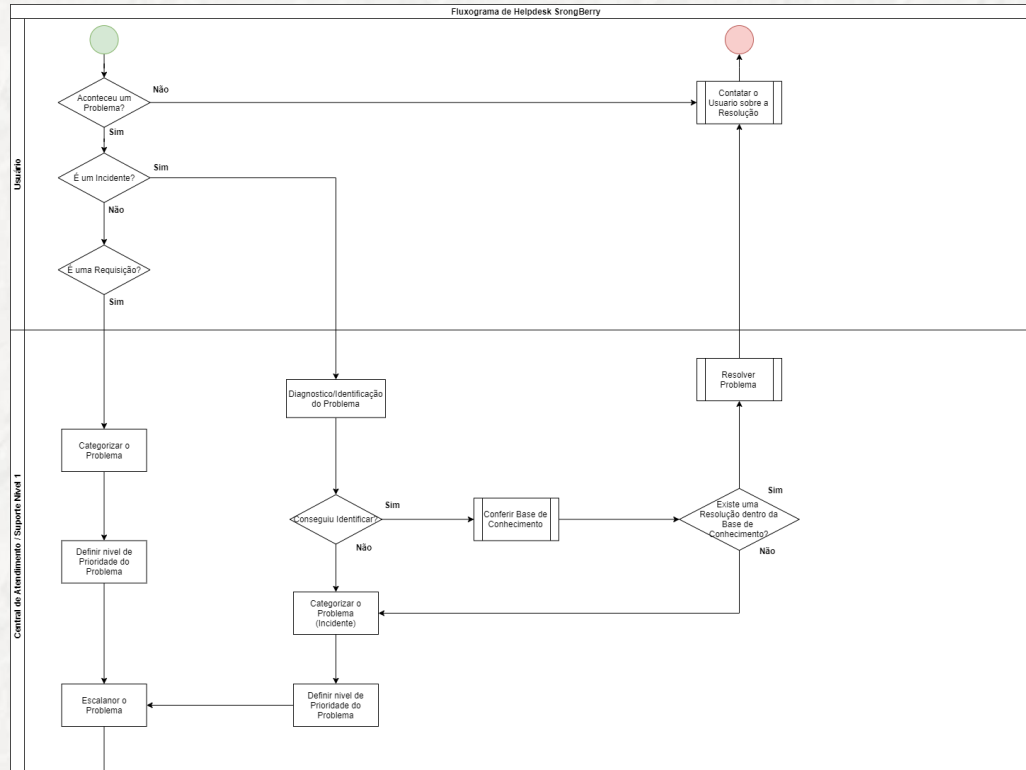 Fluxograma de Helpdesk SrongBerry
Usuário
Aconteceu um
Problema?
Não
Sim
Contatar o
Usuario sobre a
Resolução
É um Incidente?
Sim
Não
É uma Requisição?
Sim
Central de Atendimento / Suporte Nivel 1
Resolver
Problema
Diagnostico/Identificação
do Problema
Categorizar o
Problema
Conseguiu Identificar?
Sim
Não
Conferir Base de
Conhecimento
Existe uma
Resolução dentro da
Base de
Conhecimento?
Sim
Não
Definir nivel de
Prioridade do
Problema
Categorizar o
Problema
(Incidente)
Escalanor o
Problema
Definir nivel de
Prioridade do
Problema